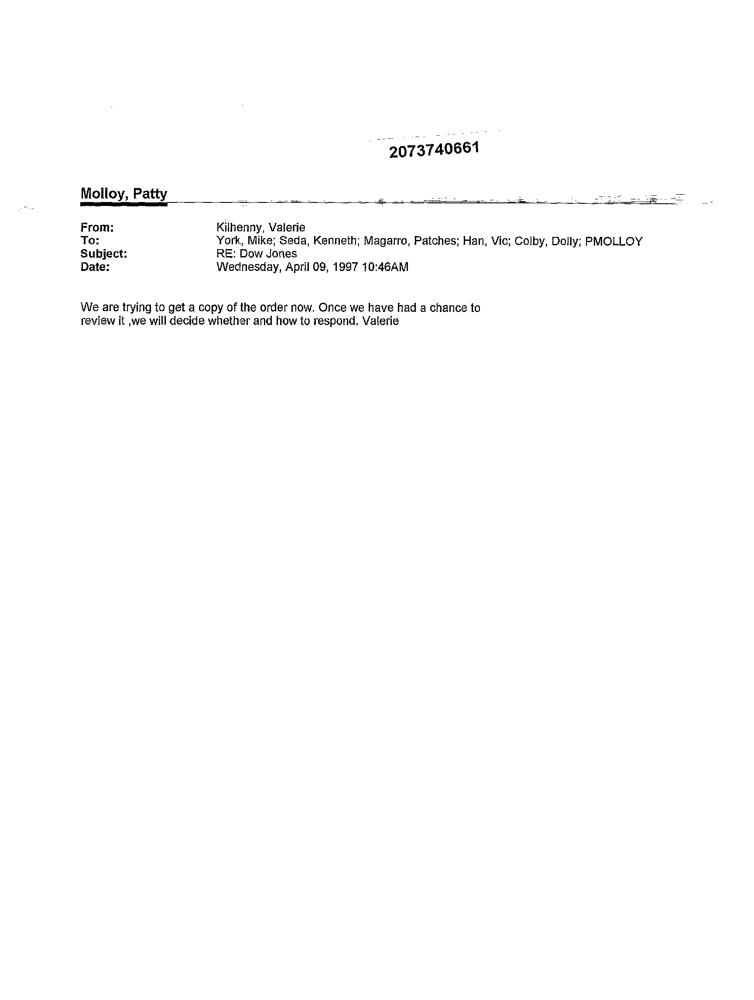 2073740661
Molloy, Patty
From: Kilhenny, Valerie
To: York, Mike; Seda, Kenneth; Magarro, Patches; Han, Vic; Colby, Dolly; PMOLLOY
Subject: RE: Dow Jones
Date: Wednesday, April 09, 1997 10:46AM
We are trying to get a copy of the order now. Once we have had a chance to
review it ,we will decide whether and how to respond. Valerie